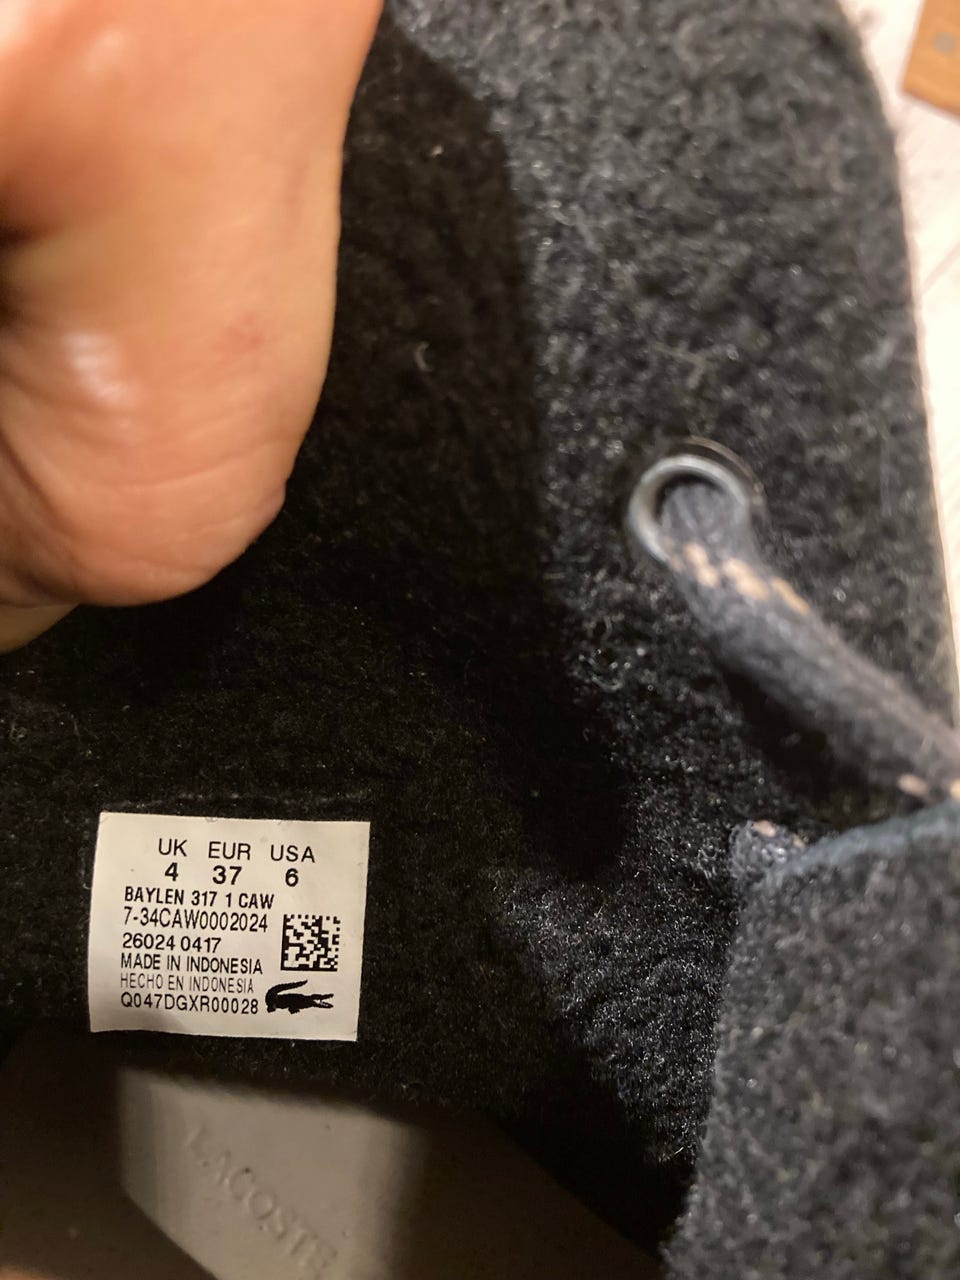 UK EUR USA
4 37 6
BAYLEN 317 1 CAW
7-34CAW0002024
26024 0417
MADE IN INDONESIA
HECHO EN INDONESIA
Q047DGXR00028
LACOSTE